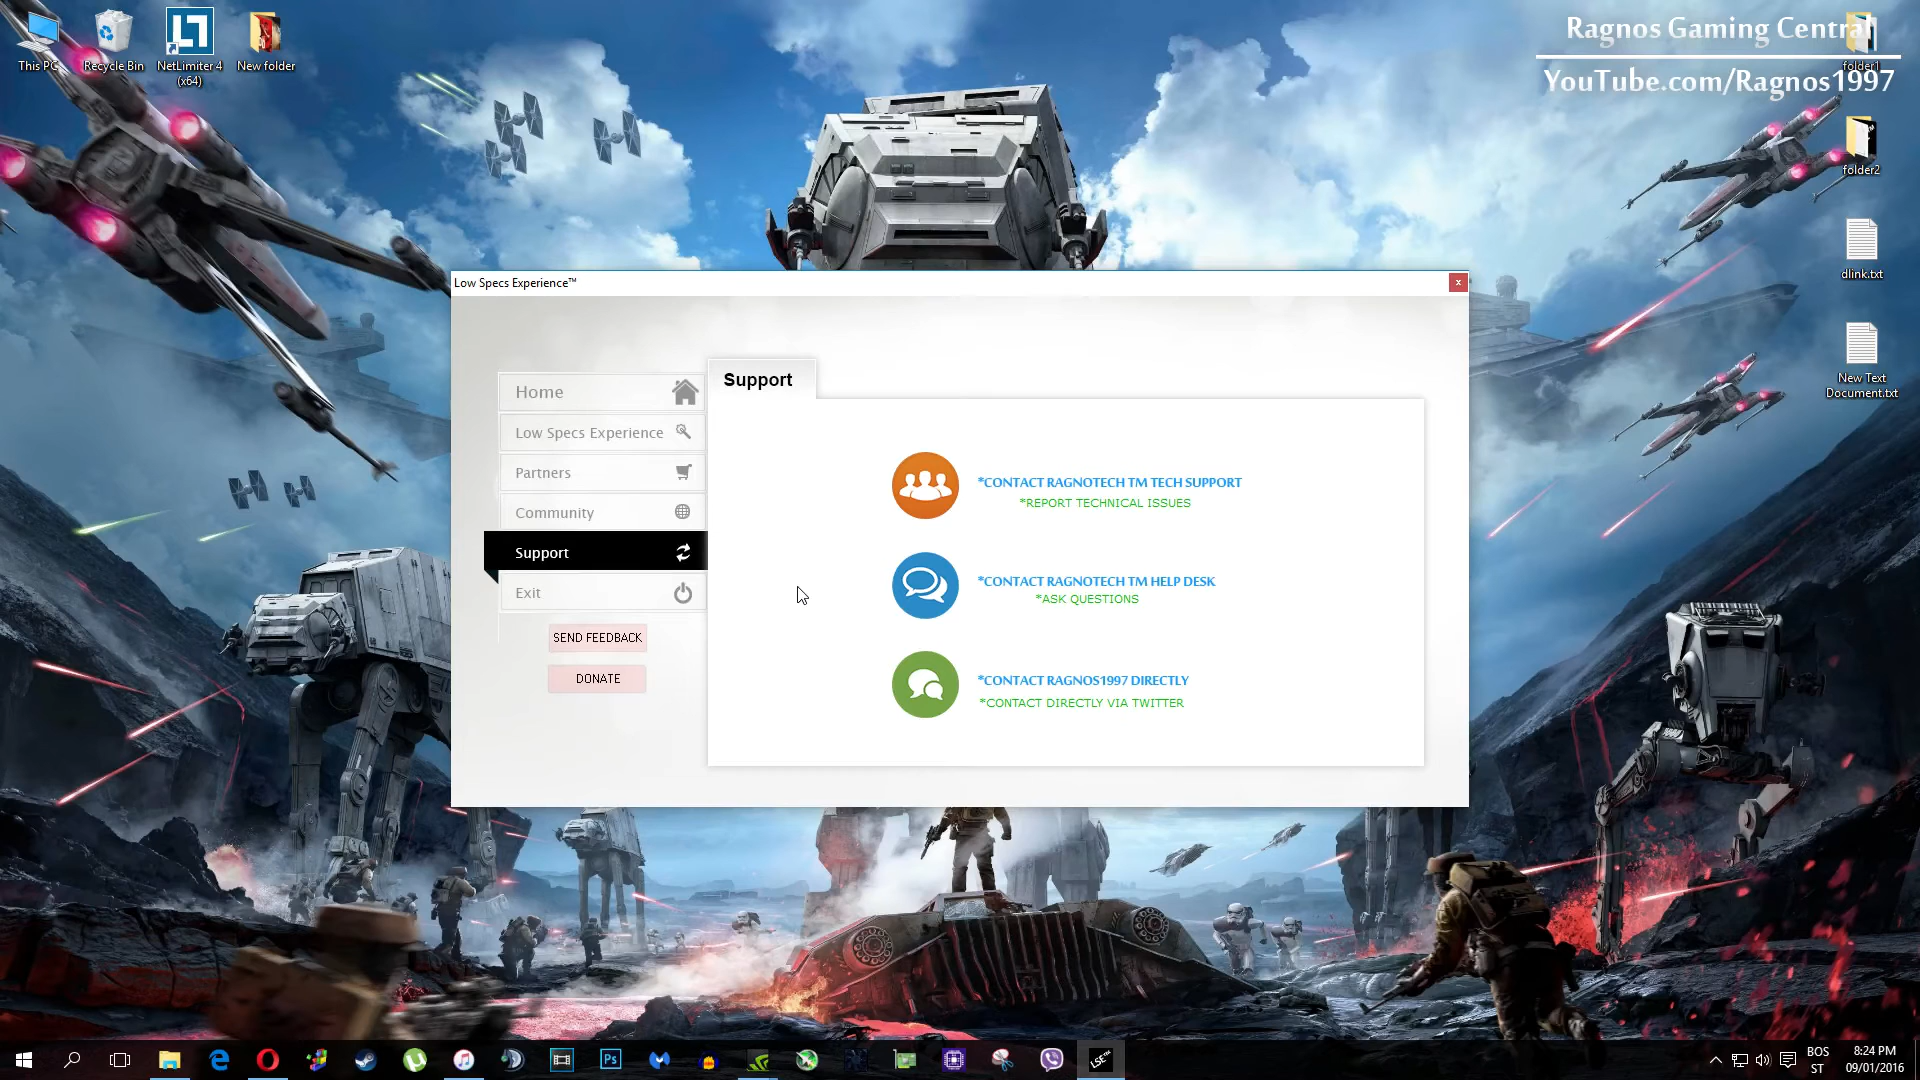 This PC
Recycle Bin
NetLimiter 4 (x64)
New folder
Ragnos Gaming Central
YouTube.com/Ragnos1997
folder1
folder2
dlink.txt
New Text Document.txt
Low Specs Experience™
x
Home
Low Specs Experience
Partners
Community
Support
Exit
SEND FEEDBACK
DONATE
Support
*CONTACT RAGNOTECH TM TECH SUPPORT
*REPORT TECHNICAL ISSUES
*CONTACT RAGNOTECH TM HELP DESK
*ASK QUESTIONS
*CONTACT RAGNOS1997 DIRECTLY
*CONTACT DIRECTLY VIA TWITTER
Ps
LSE™
BOS
ST
8:24 PM
09/01/2016